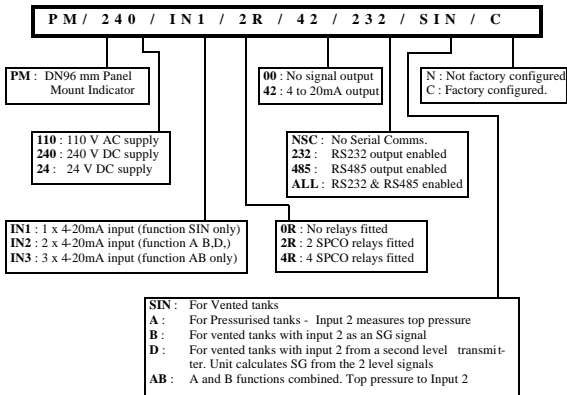 PM / 240 / IN1 / 2R / 42 / 232 / SIN / C
PM : DN96 mm Panel
Mount Indicator
00 : No signal output
42 : 4 to 20mA output
N : Not factory configured
C : Factory configured.
110 : 110 V AC supply
240 : 240 V DC supply
24 : 24 V DC supply
NSC : No Serial Comms.
232 : RS232 output enabled
485 : RS485 output enabled
ALL : RS232 & RS485 enabled
IN1 : 1 x 4-20mA input (function SIN only)
IN2 : 2 x 4-20mA input (function A B,D,)
IN3 : 3 x 4-20mA input (function AB only)
0R : No relays fitted
2R : 2 SPCO relays fitted
4R : 4 SPCO relays fitted
SIN : For Vented tanks
A : For Pressurised tanks - Input 2 measures top pressure
B : For vented tanks with input 2 as an SG signal
D : For vented tanks with input 2 from a second level transmit-
ter. Unit calculates SG from the 2 level signals
AB : A and B functions combined. Top pressure to Input 2